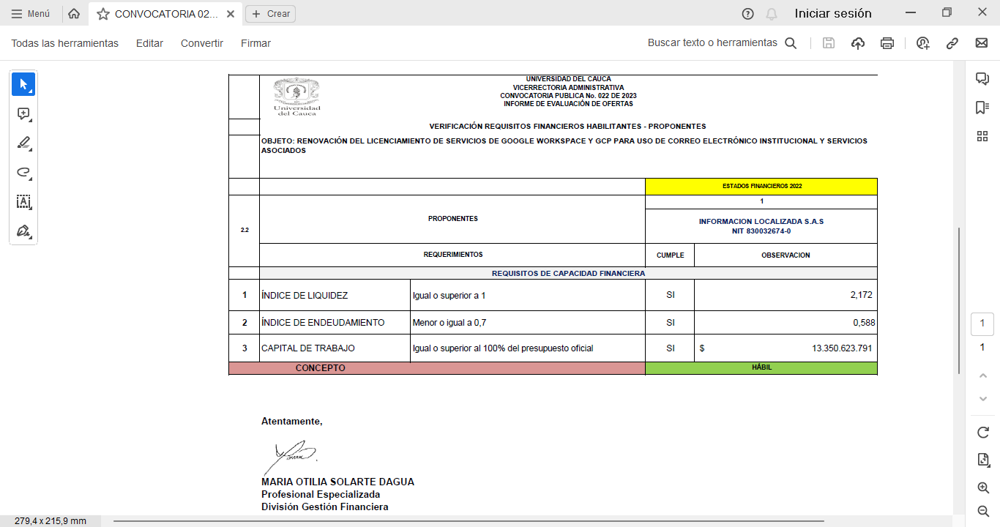 Menú
CONVOCATORIA 02...
Crear
Iniciar sesión
Todas las herramientas
Editar
Convertir
Firmar
Buscar texto o herramientas
Universidad
del Cauca
UNIVERSIDAD DEL CAUCA
VICERRECTORIA ADMINISTRATIVA
CONVOCATORIA PUBLICA No. 022 DE 2023
INFORME DE EVALUACIÓN DE OFERTAS
VERIFICACIÓN REQUISITOS FINANCIEROS HABILITANTES - PROPONENTES
OBJETO: RENOVACIÓN DEL LICENCIAMIENTO DE SERVICIOS DE GOOGLE WORKSPACE Y GCP PARA USO DE CORREO ELECTRÓNICO INSTITUCIONAL Y SERVICIOS
ASOCIADOS
ESTADOS FINANCIEROS 2022
1
2.2
PROPONENTES
INFORMACION LOCALIZADA S.A.S
NIT 830032674-0
REQUERIMIENTOS
CUMPLE
OBSERVACION
REQUISITOS DE CAPACIDAD FINANCIERA
1 ÍNDICE DE LIQUIDEZ Igual o superior a 1 SI 2,172
2 ÍNDICE DE ENDEUDAMIENTO Menor o igual a 0,7 SI 0,588
3 CAPITAL DE TRABAJO Igual o superior al 100% del presupuesto oficial SI $ 13.350.623.791
CONCEPTO HÁBIL
Atentamente,
MARIA OTILIA SOLARTE DAGUA
Profesional Especializada
División Gestión Financiera
1
1
279,4 x 215,9 mm